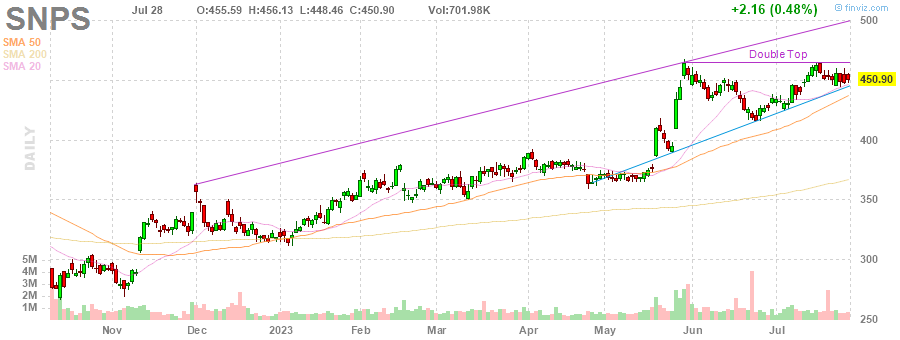 SNPS Jul 28 O:455.59 H:456.13 L:448.46 C:450.90 Vol:701.98K +2.16 (0.48%) © finviz.com
SMA 50
SMA 200
SMA 20
DAILY
Double Top
500
450.90
400
350
300
250
5M
4M
3M
2M
1M
Nov Dec 2023 Feb Mar Apr May Jun Jul